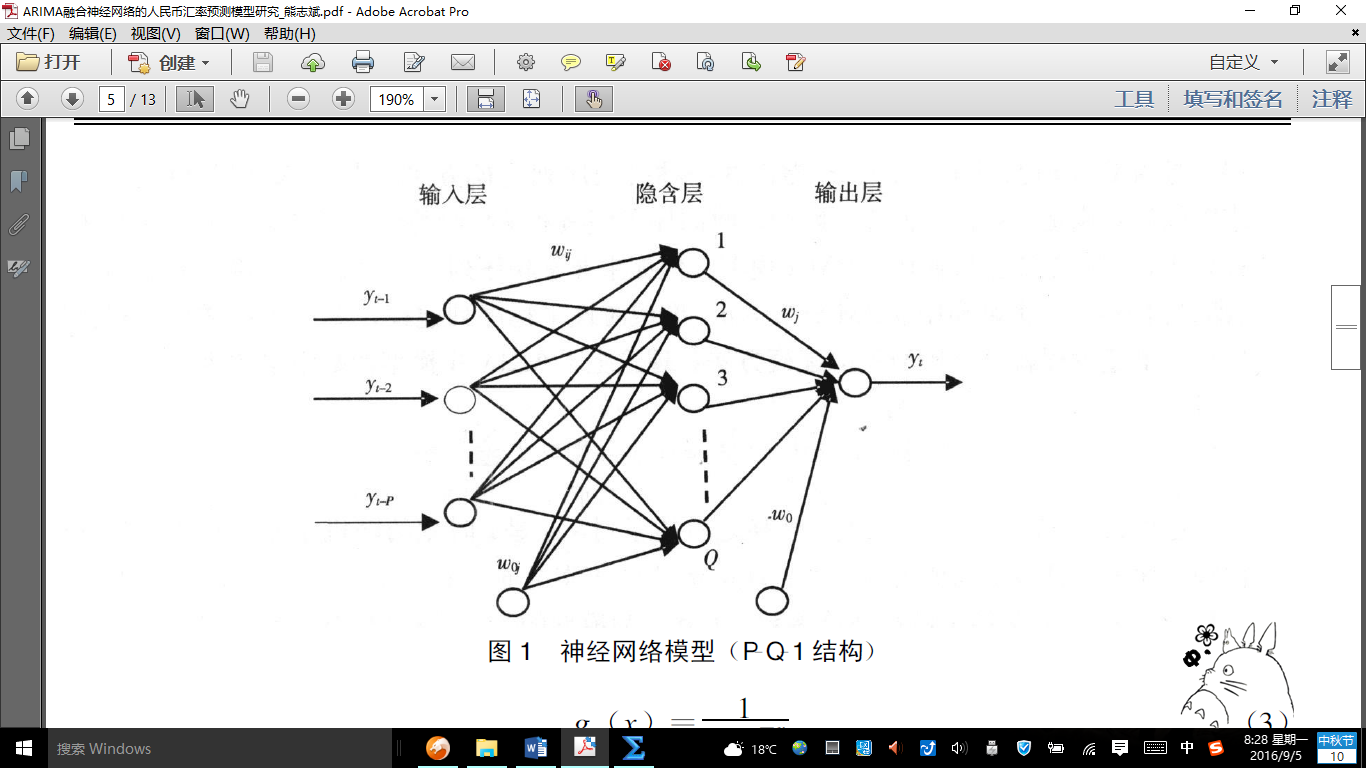 ARIMA融合神经网络的人民币汇率预测模型研究_熊志斌.pdf - Adobe Acrobat Pro
文件(F) 编辑(E) 视图(V) 窗口(W) 帮助(H)
打开 创建 自定义
5 / 13 190% 工具 填写和签名 注释
输入层 隐含层 输出层
w_ij 1
y_t-1 2 w_j
y_t-2 3 y_t
y_t-P w_0
w_0j Q
图 1 神经网络模型（P-Q-1 结构）
g（x）＝ 1 （3）
搜索 Windows
18℃
中
8:28 星期一
2016/9/5
中秋节
10